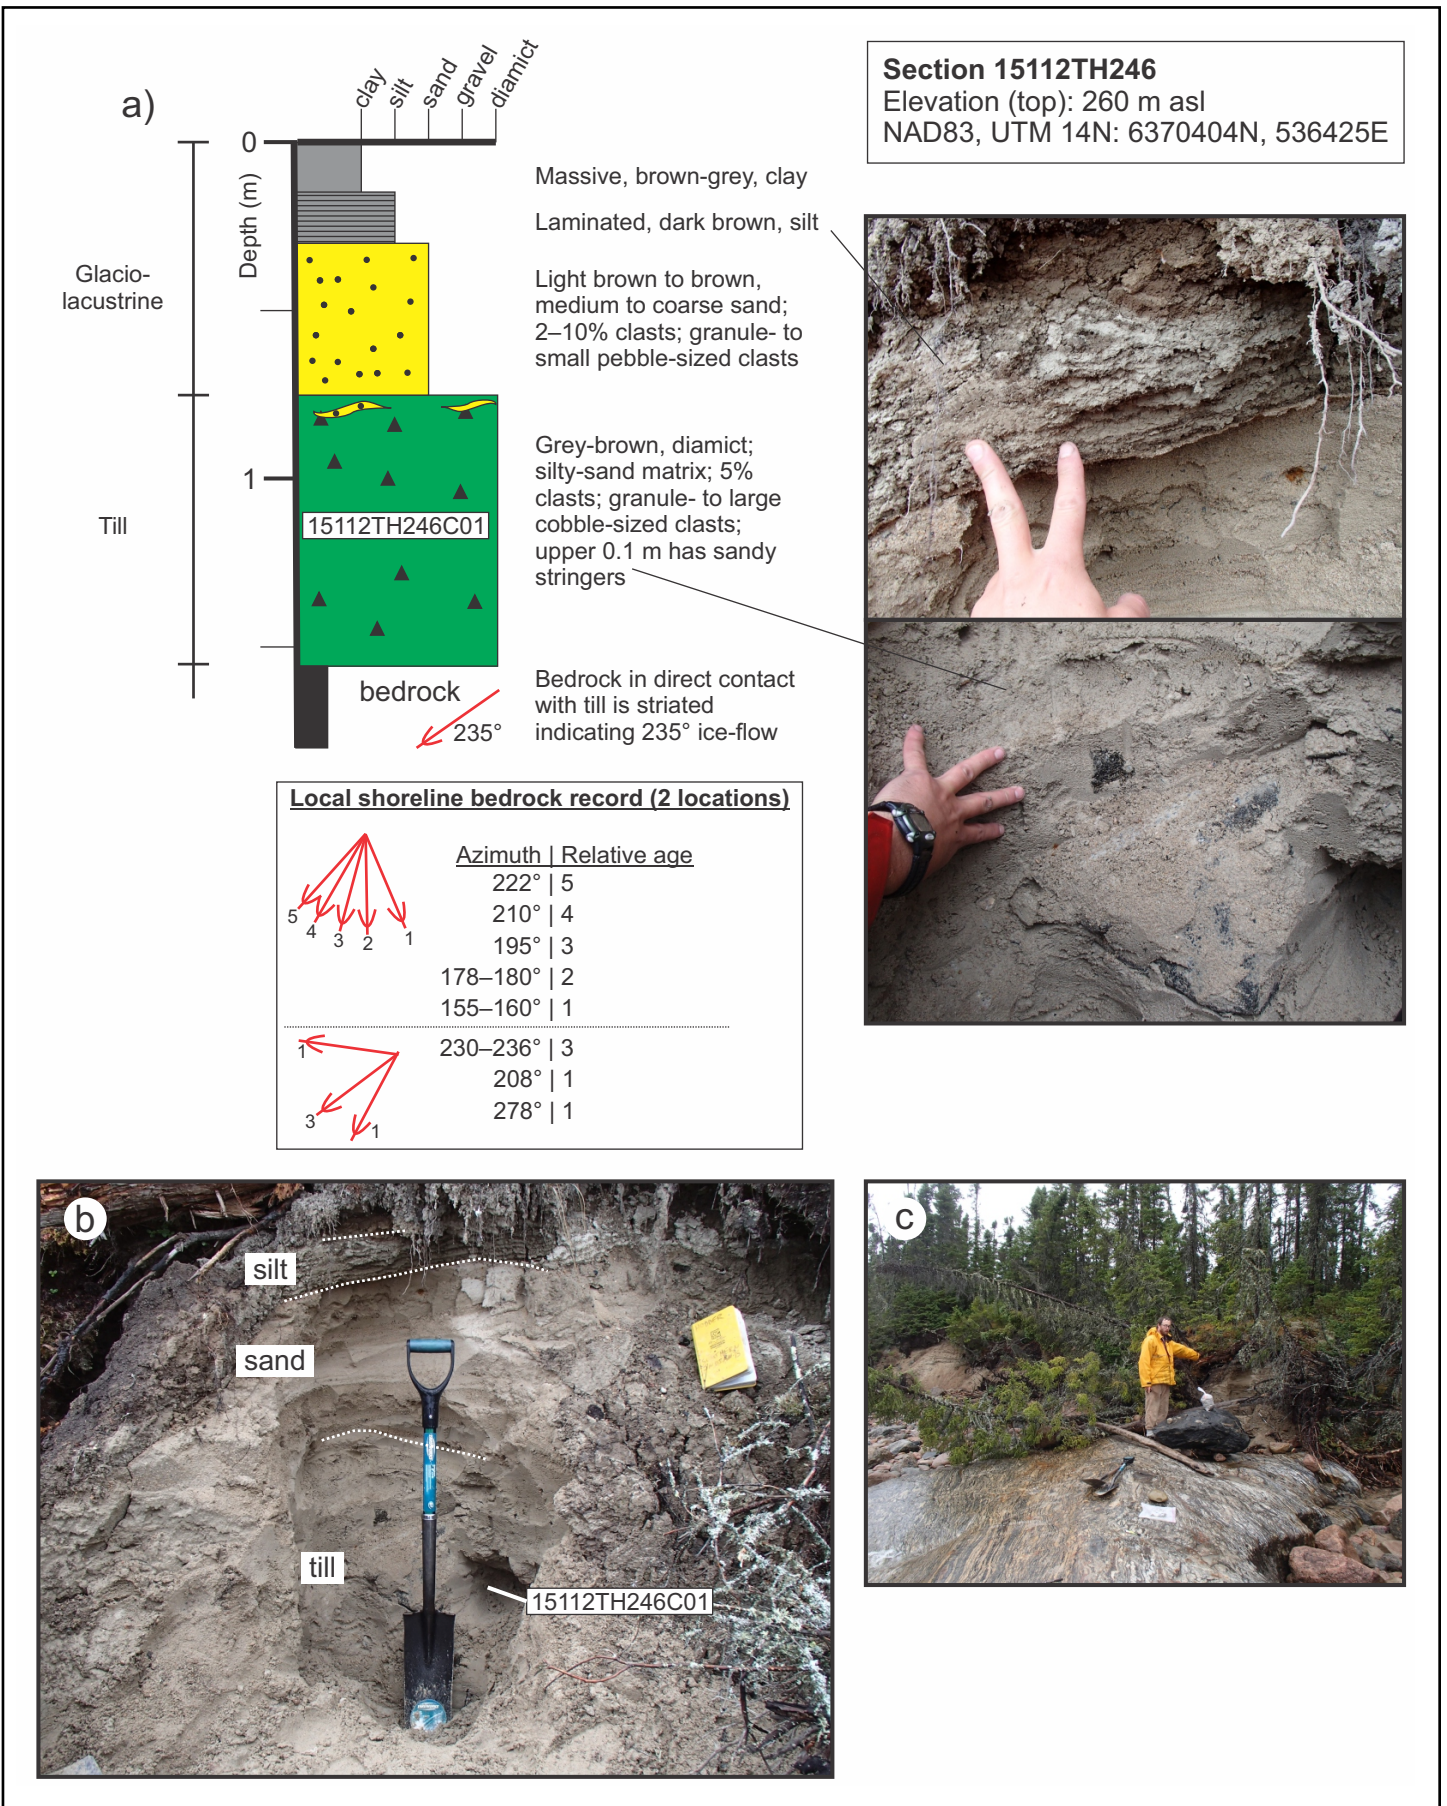 a)
clay
silt
sand
gravel
diamict
Section 15112TH246
Elevation (top): 260 m asl
NAD83, UTM 14N: 6370404N, 536425E
0
Depth (m)
1
Glacio-
lacustrine
Till
Massive, brown-grey, clay
Laminated, dark brown, silt
Light brown to brown,
medium to coarse sand;
2–10% clasts; granule- to
small pebble-sized clasts
Grey-brown, diamict;
silty-sand matrix; 5%
clasts; granule- to large
cobble-sized clasts;
upper 0.1 m has sandy
stringers
15112TH246C01
bedrock
235°
Bedrock in direct contact
with till is striated
indicating 235° ice-flow
Local shoreline bedrock record (2 locations)
Azimuth | Relative age
222° | 5
210° | 4
195° | 3
178–180° | 2
155–160° | 1
5
4
3
2
1
230–236° | 3
208° | 1
278° | 1
1
3
1
b
silt
sand
till
15112TH246C01
c